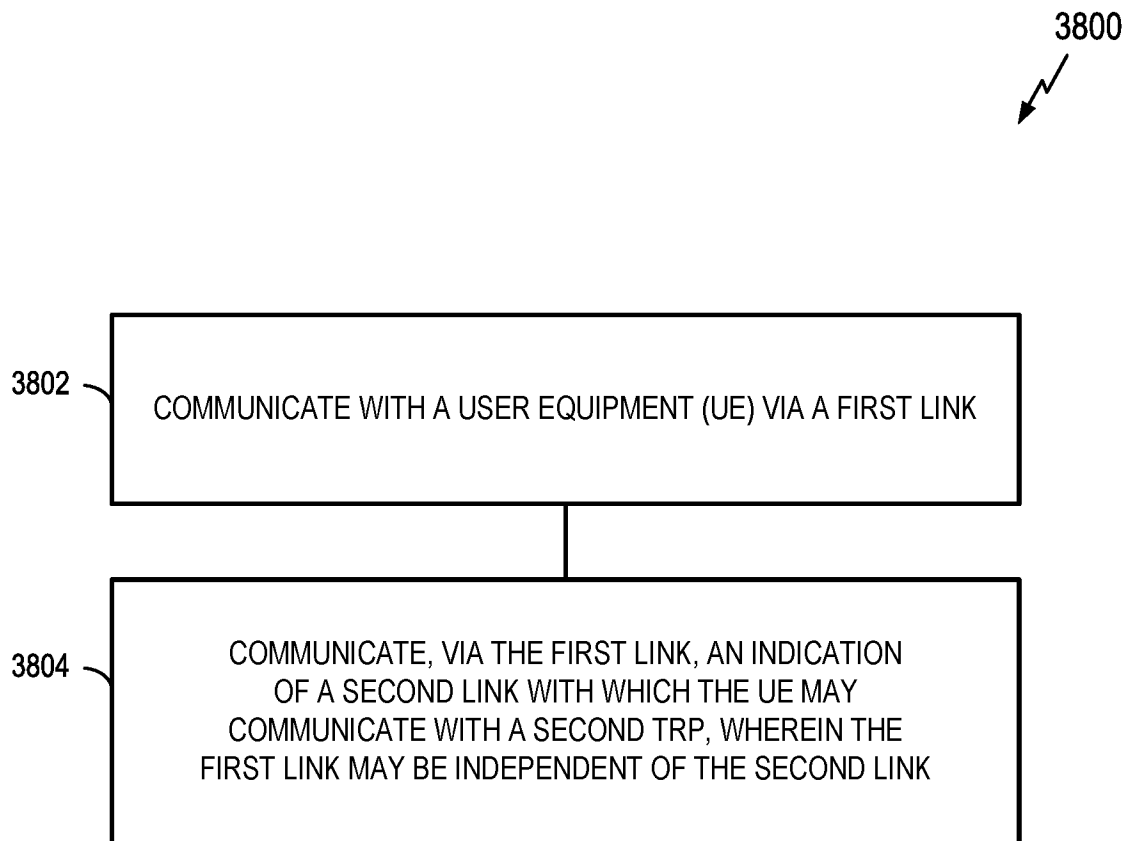 3800
3802
COMMUNICATE WITH A USER EQUIPMENT (UE) VIA A FIRST LINK
3804
COMMUNICATE, VIA THE FIRST LINK, AN INDICATION
OF A SECOND LINK WITH WHICH THE UE MAY
COMMUNICATE WITH A SECOND TRP, WHEREIN THE
FIRST LINK MAY BE INDEPENDENT OF THE SECOND LINK